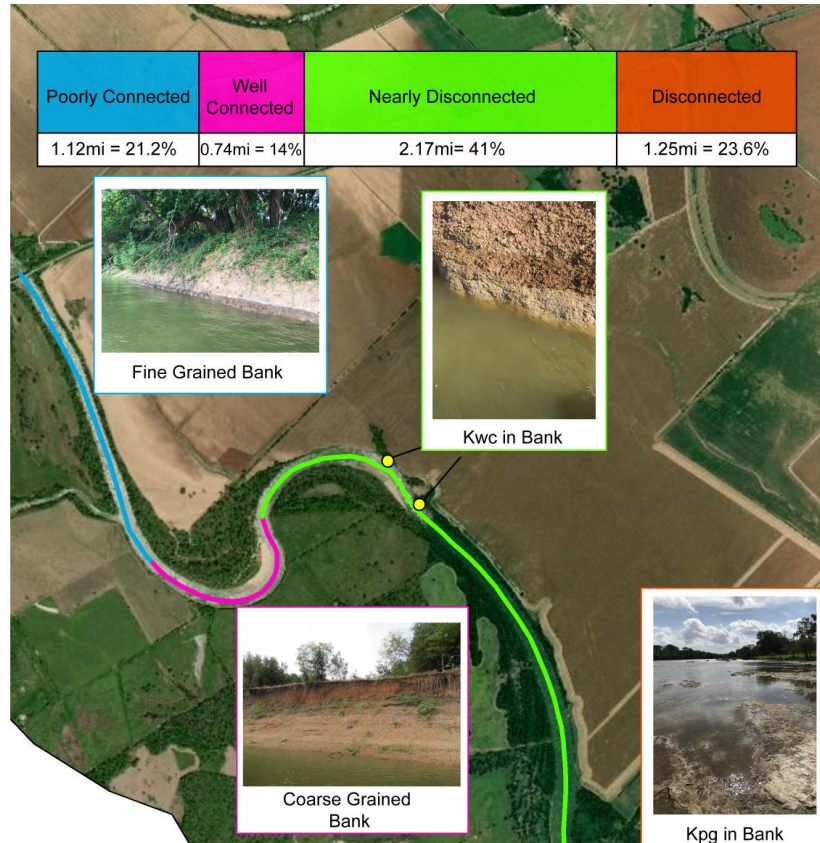 Poorly Connected
Well
Connected
Nearly Disconnected
Disconnected
1.12mi = 21.2%
0.74mi = 14%
2.17mi= 41%
1.25mi = 23.6%
Fine Grained Bank
Kwc in Bank
Coarse Grained
Bank
Kpg in Bank